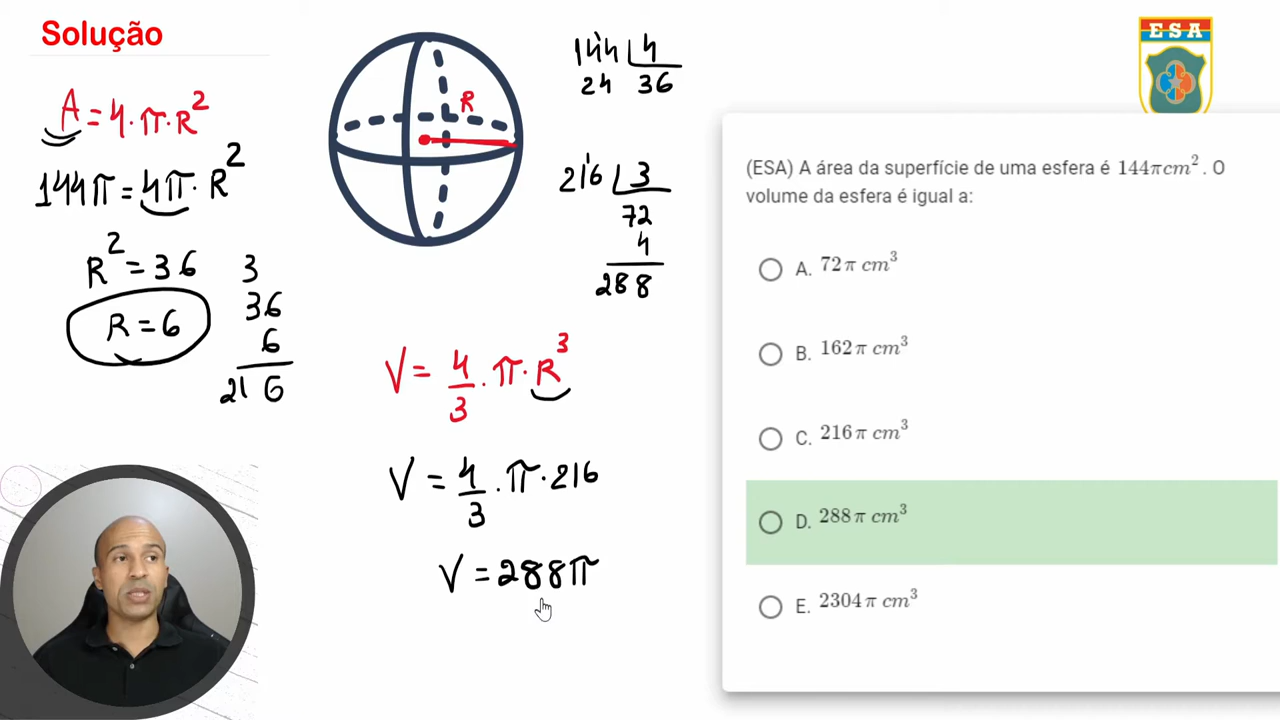 Solução
A = 4·π·R²
144π = 4π·R²
R² = 36
R = 6
3
36
6
216
R
144 4
24 36
216 3
72
4
288
V = 4/3·π·R³
V = 4/3·π·216
V = 288π
ESA
(ESA) A área da superfície de uma esfera é 144πcm². O
volume da esfera é igual a:
A. 72π cm³
B. 162π cm³
C. 216π cm³
D. 288π cm³
E. 2304π cm³